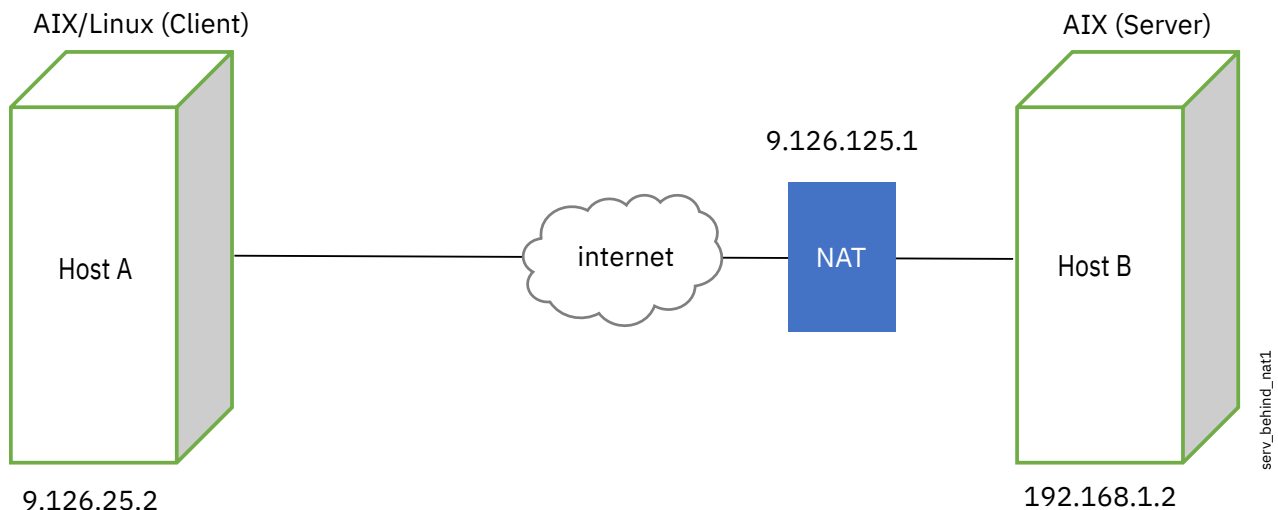 AIX/Linux (Client)
AIX (Server)
9.126.125.1
Host A
internet
NAT
Host B
9.126.25.2
192.168.1.2
serv_behind_nat1